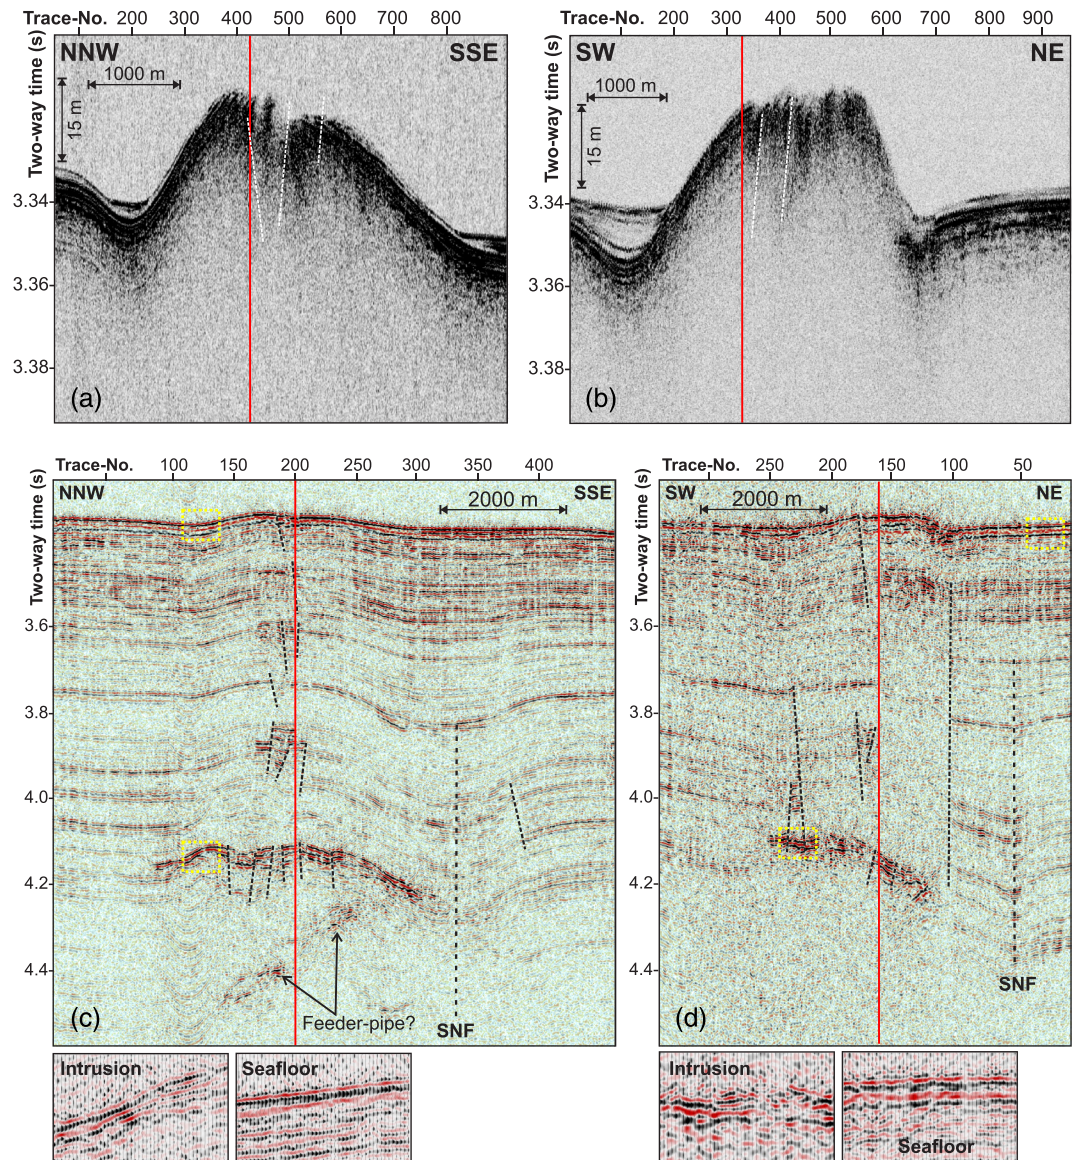 Trace-No. 200 300 400 500 600 800
NNW SSE
1000 m
15 m
Two-way time (s)
3.34
3.36
3.38
(a)
Trace-No. 200 300 400 500 600 700 800 900
SW NE
1000 m
15 m
Two-way time (s)
3.34
3.36
3.38
(b)
Trace-No. 100 150 200 250 300 350 400
NNW SSE
2000 m
Two-way time (s)
3.6
3.8
4.0
4.2
4.4
Feeder-pipe?
SNF
(c)
Trace-No. 250 200 150 100 50
SW NE
2000 m
Two-way time (s)
3.6
3.8
4.0
4.2
4.4
SNF
(d)
Intrusion
Seafloor
Intrusion
Seafloor